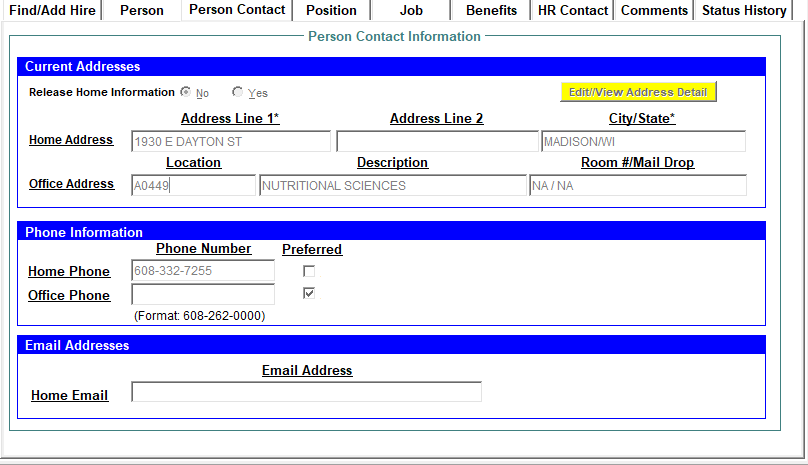 Find/Add Hire Person Person Contact Position Job Benefits HR Contact Comments Status History
Person Contact Information
Current Addresses
Release Home Information No Yes Edit//View Address Detail
Address Line 1* Address Line 2 City/State*
Home Address 1930 E DAYTON ST MADISON/WI
Location Description Room #/Mail Drop
Office Address A0449 NUTRITIONAL SCIENCES NA / NA
Phone Information
Phone Number Preferred
Home Phone 608-332-7255
Office Phone
(Format: 608-262-0000)
Email Addresses
Email Address
Home Email